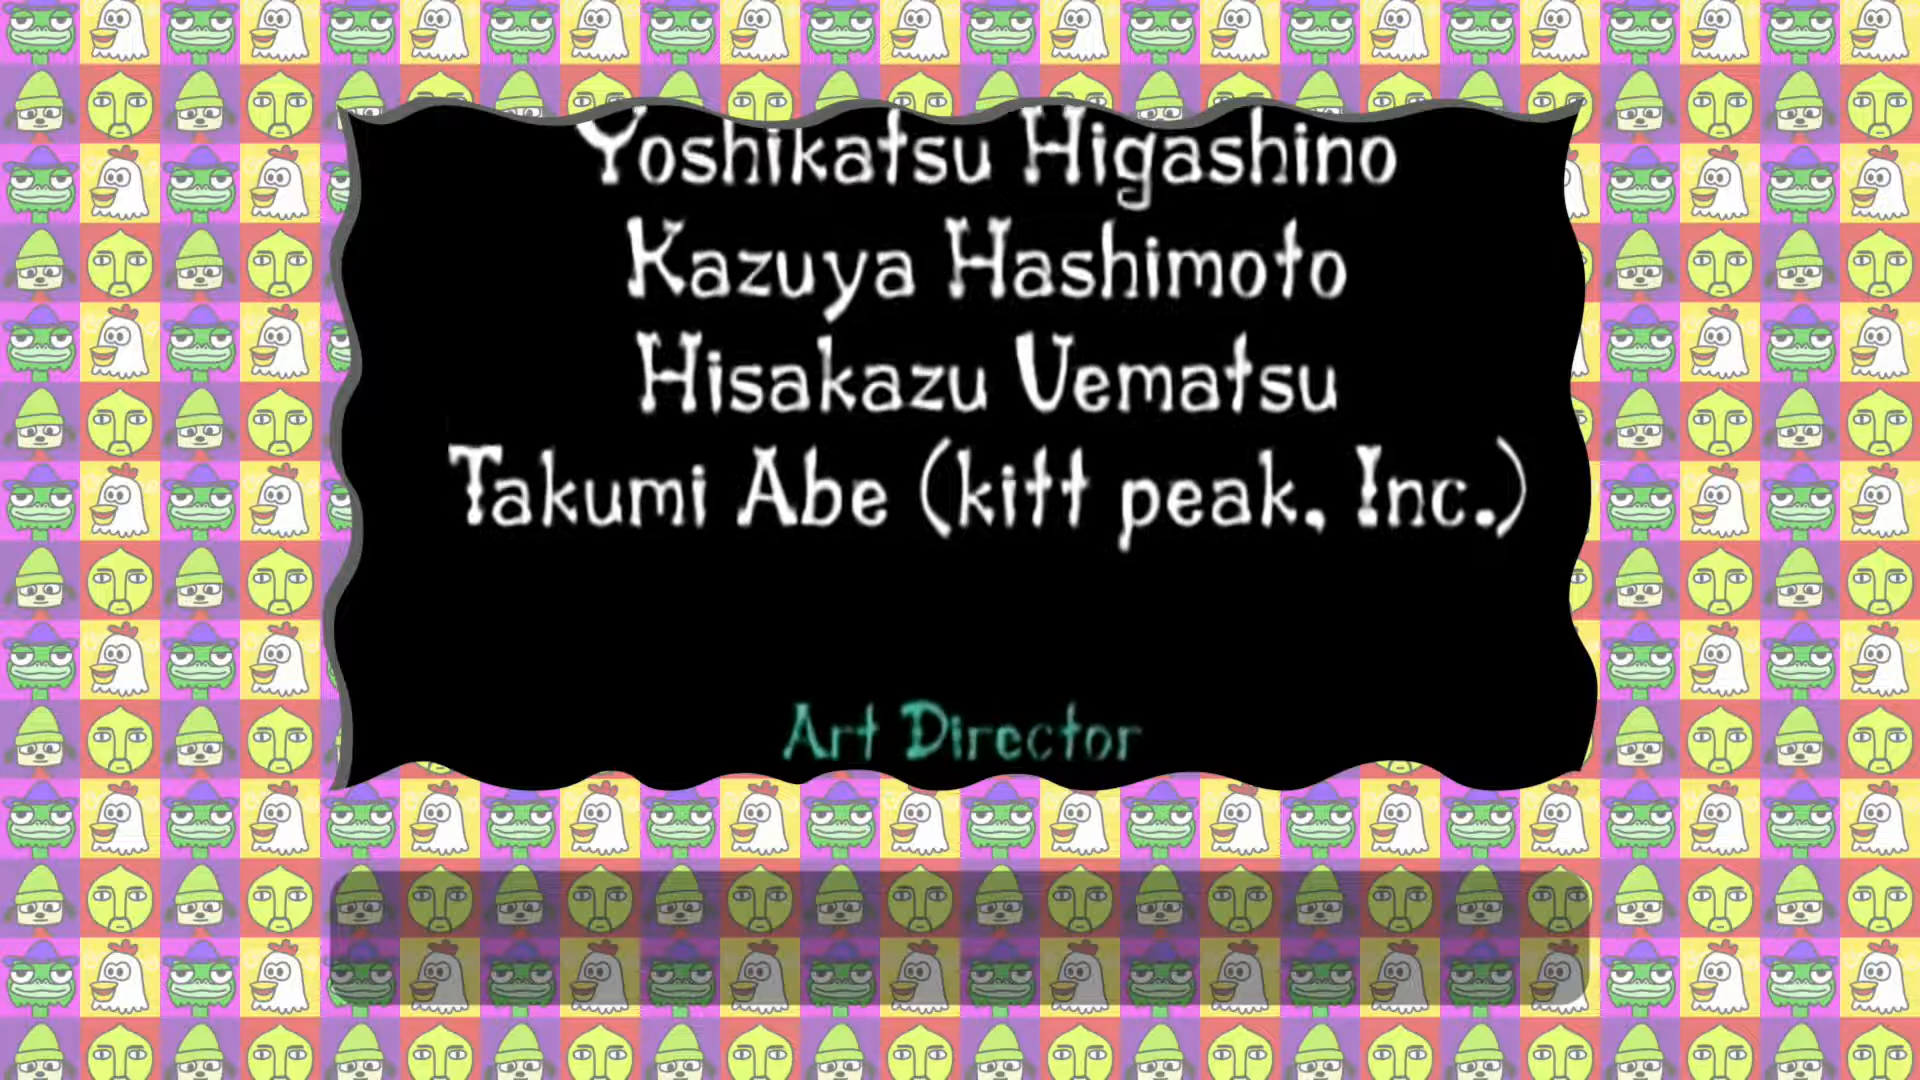 Yoshikatsu Higashino
Kazuya Hashimoto
Hisakazu Uematsu
Takumi Abe (kitt peak, Inc.)
Art Director